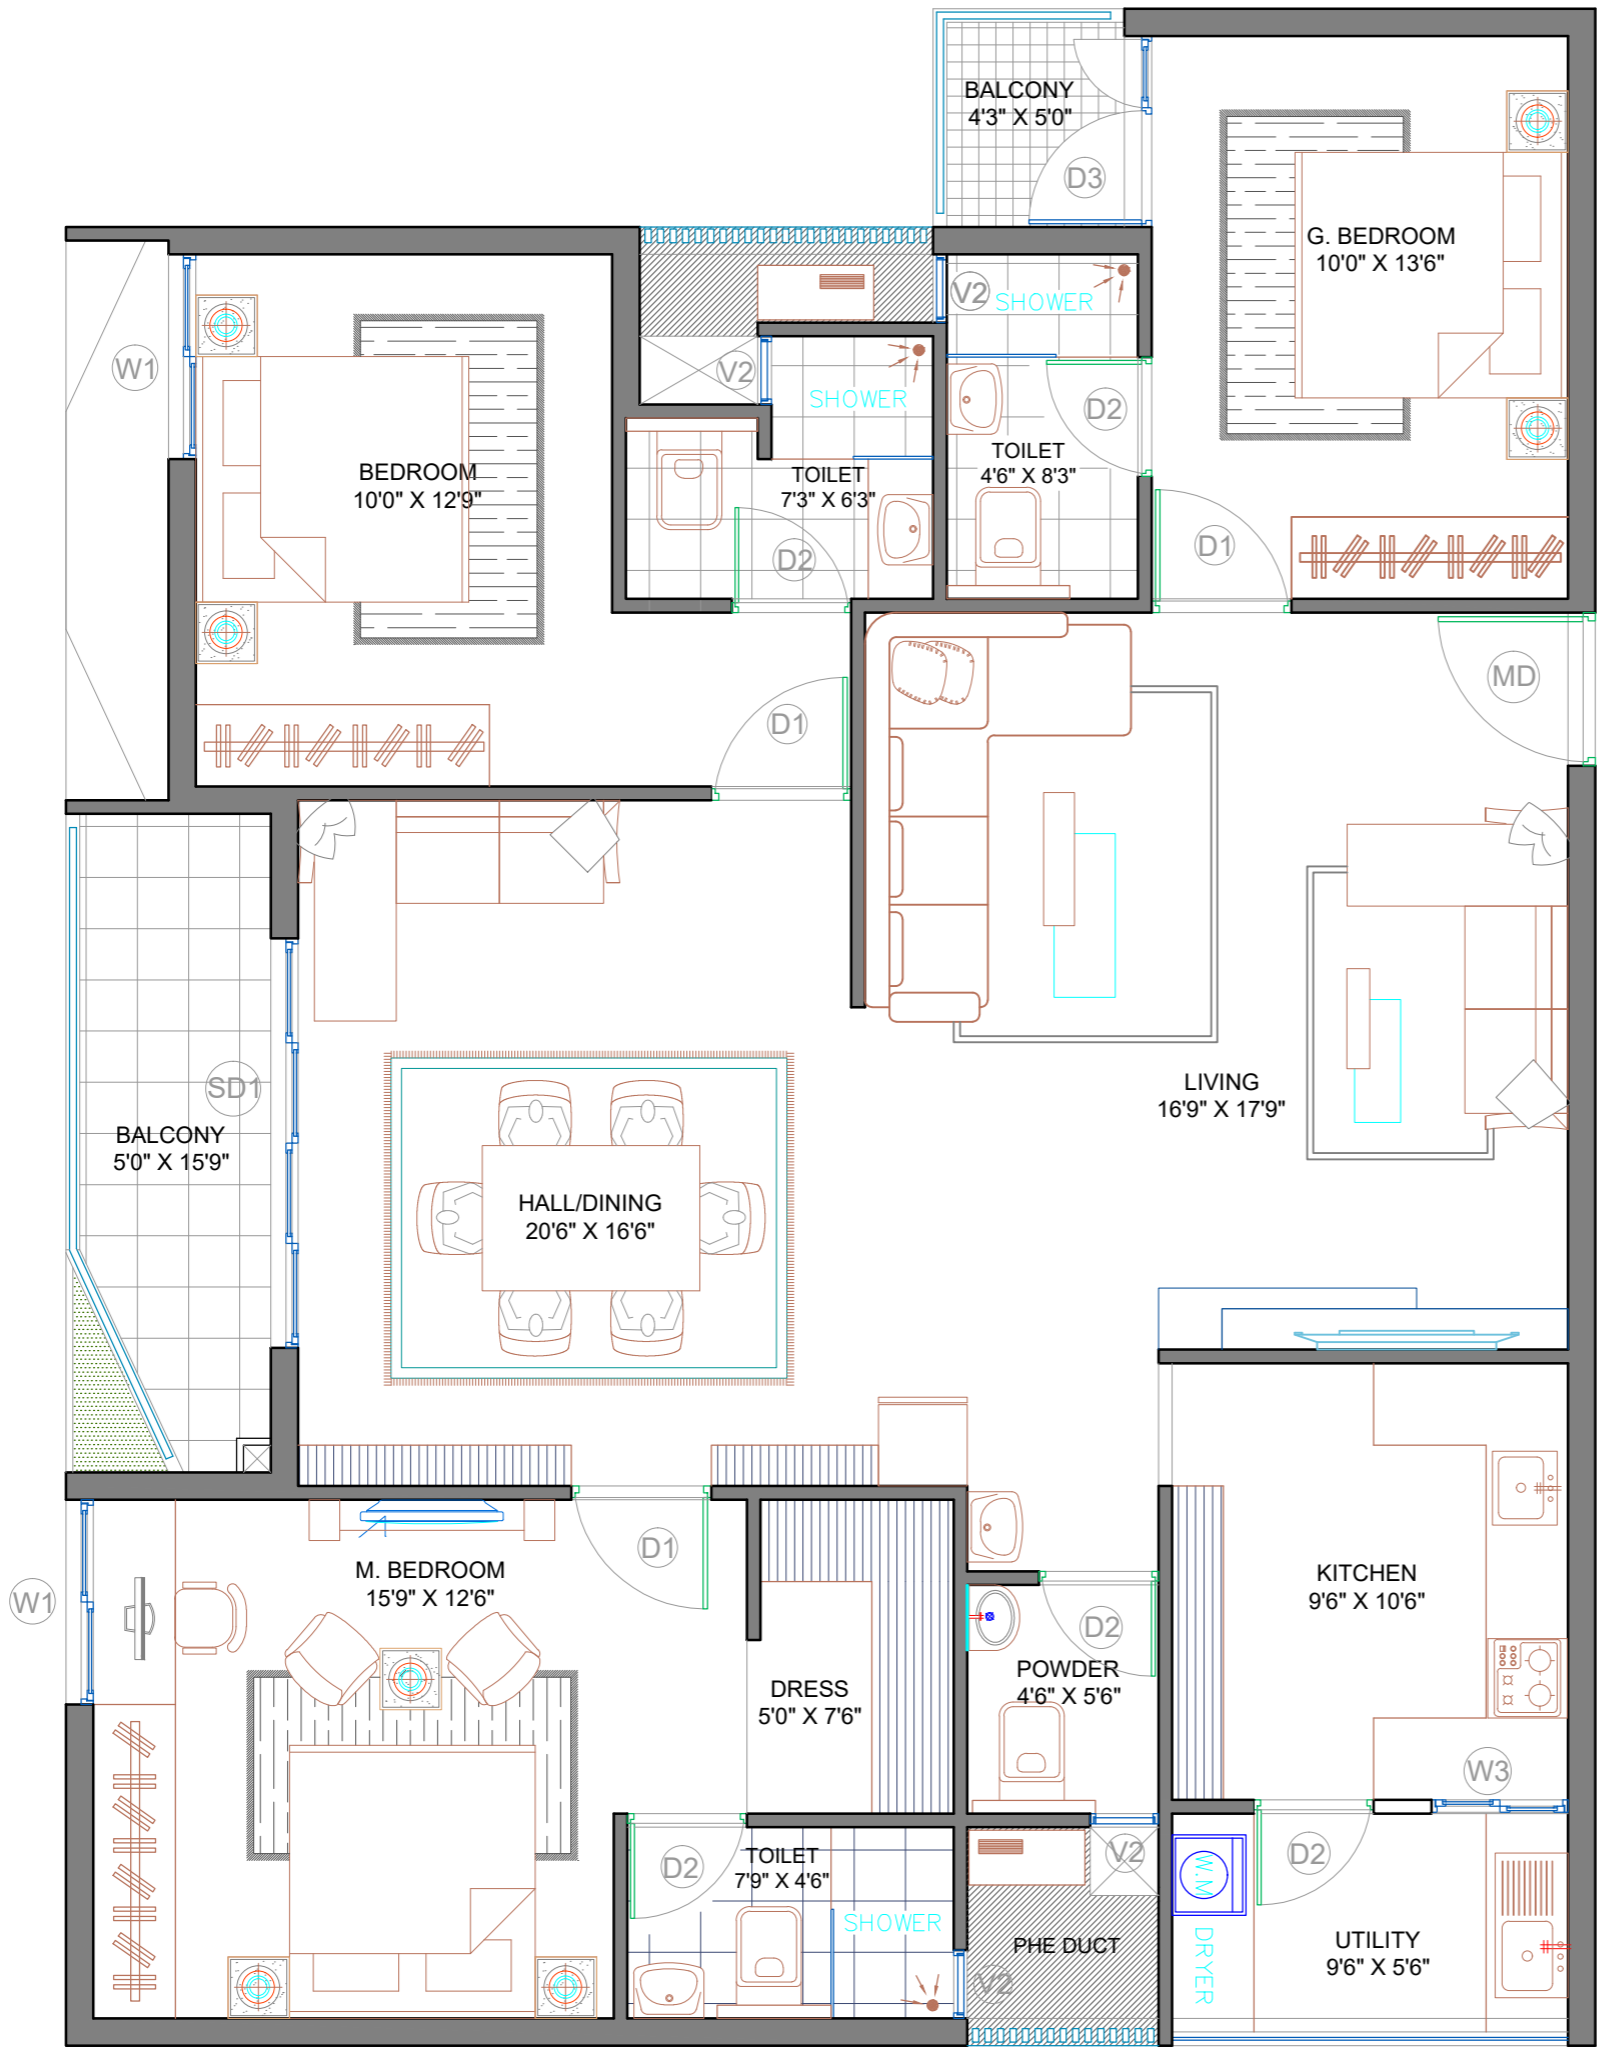 BALCONY
4'3" X 5'0"
D3
G. BEDROOM
10'0" X 13'6"
V2
SHOWER
W1
V2
SHOWER
D2
BEDROOM
10'0" X 12'9"
TOILET
7'3" X 6'3"
TOILET
4'6" X 8'3"
D2
D1
MD
D1
SD1
BALCONY
5'0" X 15'9"
LIVING
16'9" X 17'9"
HALL/DINING
20'6" X 16'6"
D1
M. BEDROOM
15'9" X 12'6"
W1
KITCHEN
9'6" X 10'6"
D2
POWDER
4'6" X 5'6"
DRESS
5'0" X 7'6"
W3
D2
TOILET
7'9" X 4'6"
V2
D2
W.M
SHOWER
PHE DUCT
DRYER
UTILITY
9'6" X 5'6"
V2